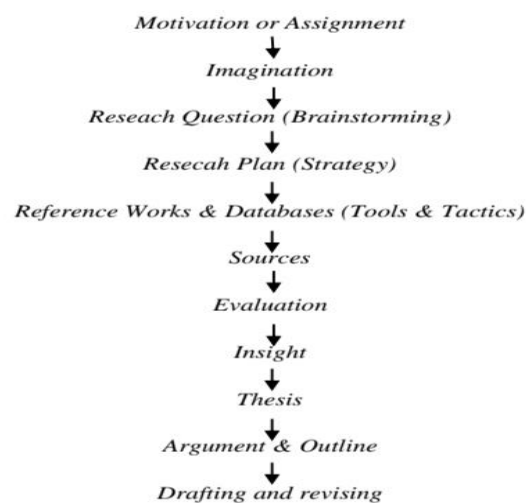 Motivation or Assignment
Imagination
Reseach Question (Brainstorming)
Resecah Plan (Strategy)
Reference Works & Databases (Tools & Tactics)
Sources
Evaluation
Insight
Thesis
Argument & Outline
Drafting and revising